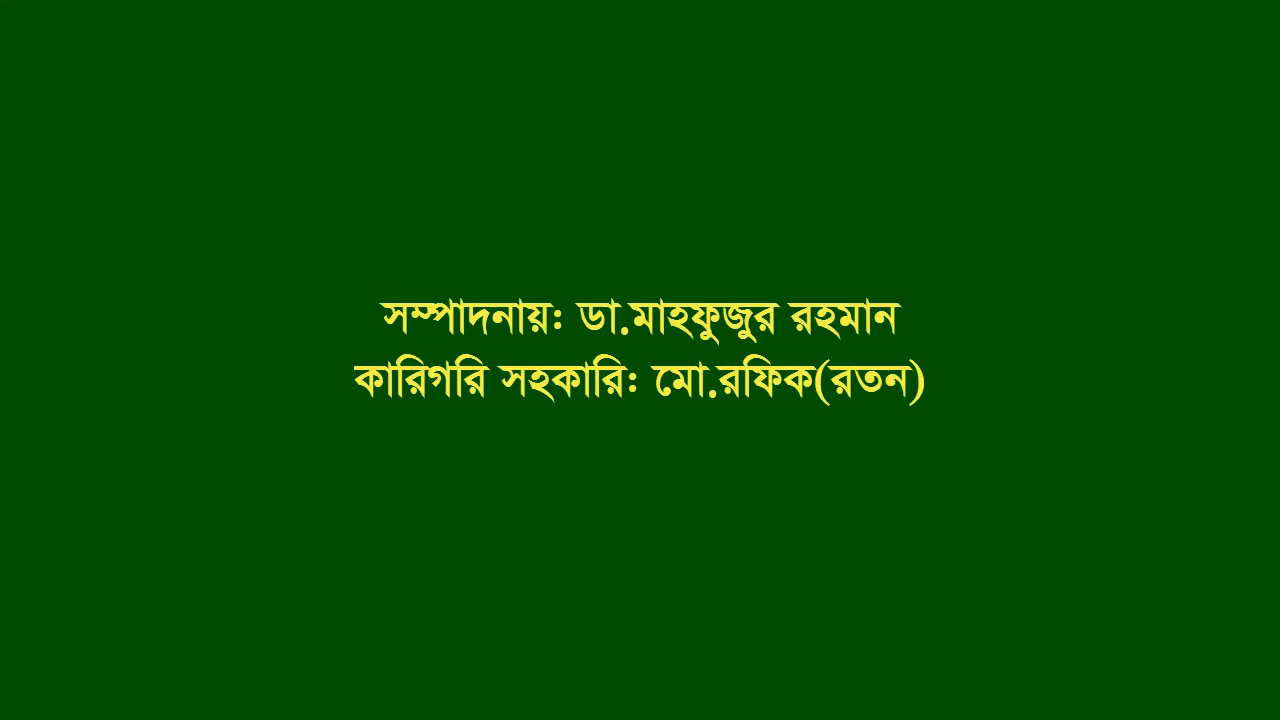 সম্পাদনায়: ডা.মাহফুজুর রহমান
কারিগরি সহকারি: মো.রফিক(রতন)